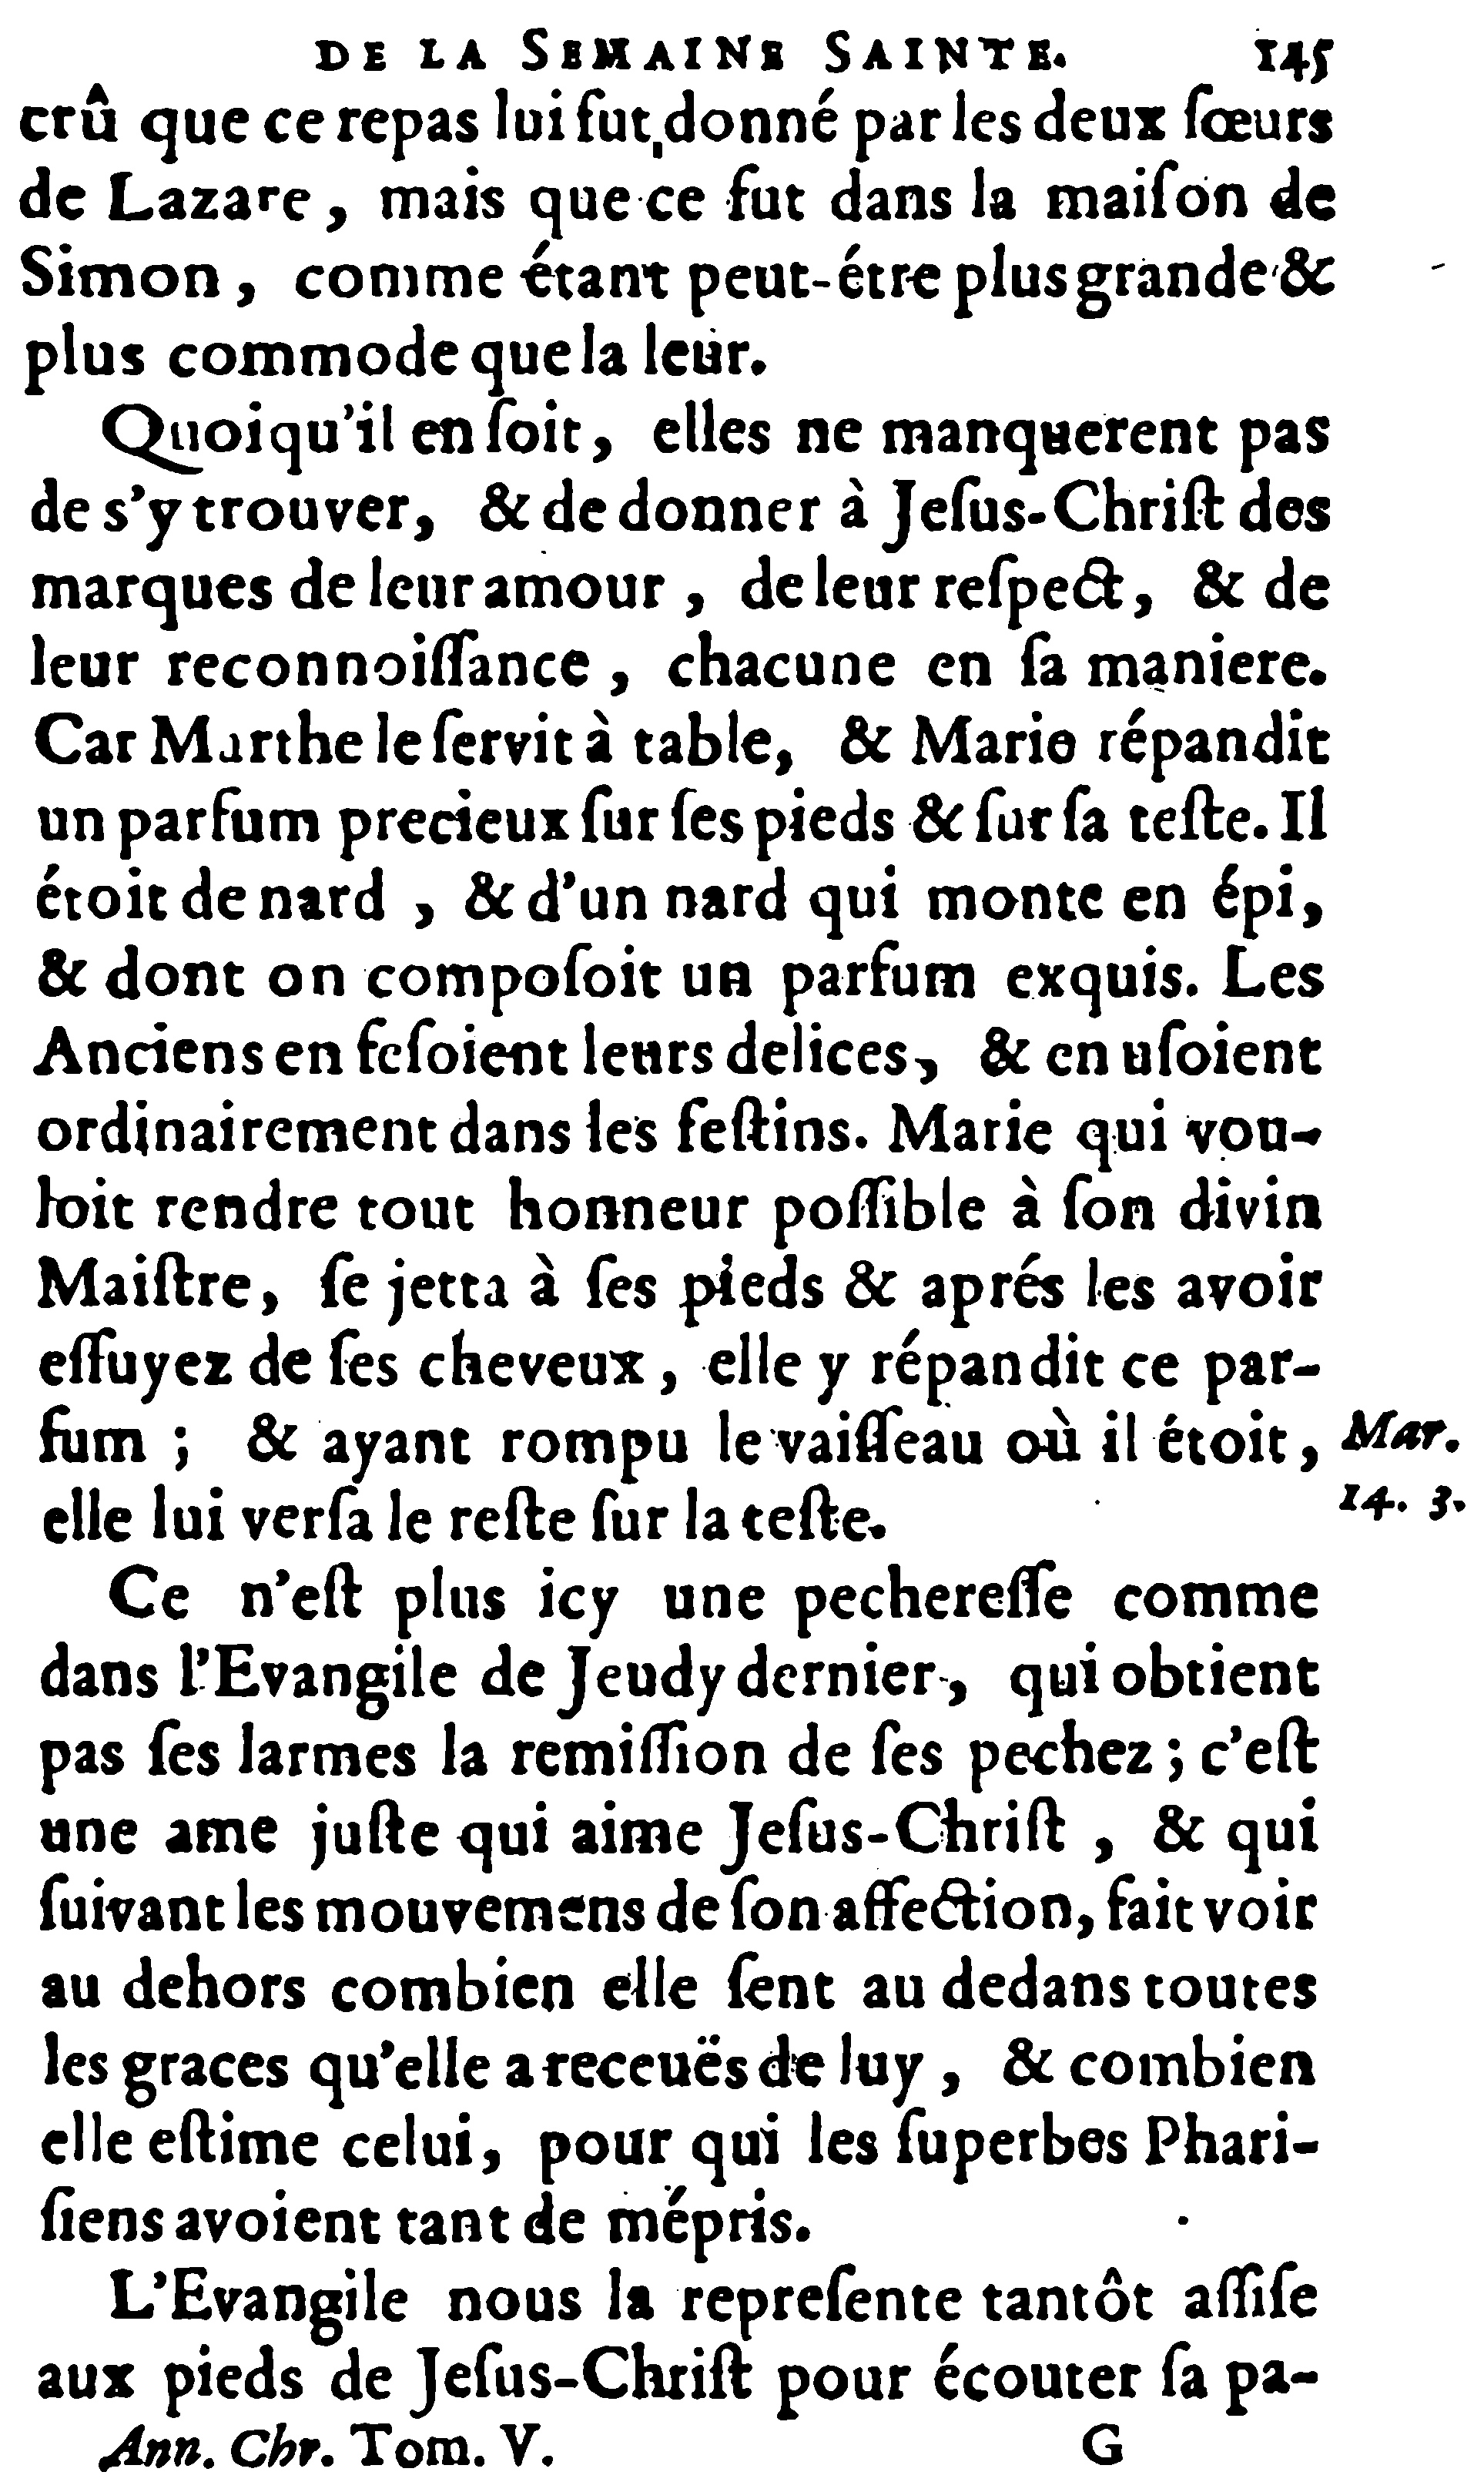 DE LA SEMAINE SAINTE. 145
crû que ce repas lui fut donné par les deux ſœurs
de Lazare, mais que ce fut dans la maiſon de
Simon, comme étant peut-étre plus grande &
plus commode que la leur.
Quoiqu'il en ſoit, elles ne manquerent pas
de s'y trouver, & de donner à Jeſus-Chriſt des
marques de leur amour, de leur reſpect, & de
leur reconnoiſſance, chacune en ſa maniere.
Car Marthe le ſervit à table, & Marie répandit
un parfum precieux ſur ſes pieds & ſur ſa teſte. Il
étoit de nard, & d'un nard qui monte en épi,
& dont on compoſoit un parfum exquis. Les
Anciens en feſoient leurs delices, & en uſoient
ordinairement dans les feſtins. Marie qui vou-
loit rendre tout honneur poſſible à ſon divin
Maiſtre, ſe jetta à ſes pieds & aprés les avoir
eſſuyez de ſes cheveux, elle y répandit ce par-
fum ; & ayant rompu le vaiſſeau où il étoit, Mar.
elle lui verſa le reſte ſur la teſte. 14. 3.
Ce n'eſt plus icy une pechereſſe comme
dans l'Evangile de Jeudy dernier, qui obtient
pas ſes larmes la remiſſion de ſes pechez ; c'eſt
une ame juſte qui aime Jeſus-Chriſt, & qui
ſuivant les mouvemens de ſon affection, fait voir
au dehors combien elle ſent au dedans toutes
les graces qu'elle a receuës de luy, & combien
elle eſtime celui, pour qui les ſuperbes Phari-
ſiens avoient tant de mépris.
L'Evangile nous la repreſente tantôt aſſiſe
aux pieds de Jeſus-Chriſt pour écouter ſa pa-
Ann. Chr. Tom. V. G